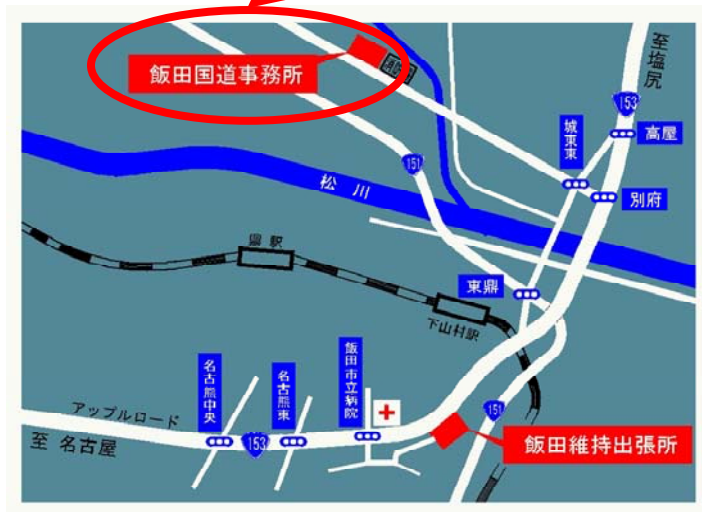 飯田国道事務所
至塩尻
153
城東東
高屋
151
別府
松川
鼎駅
東鼎
下山村駅
名古熊中央
名古熊東
飯田市立病院
アップルロード
151
至 名古屋
153
飯田維持出張所